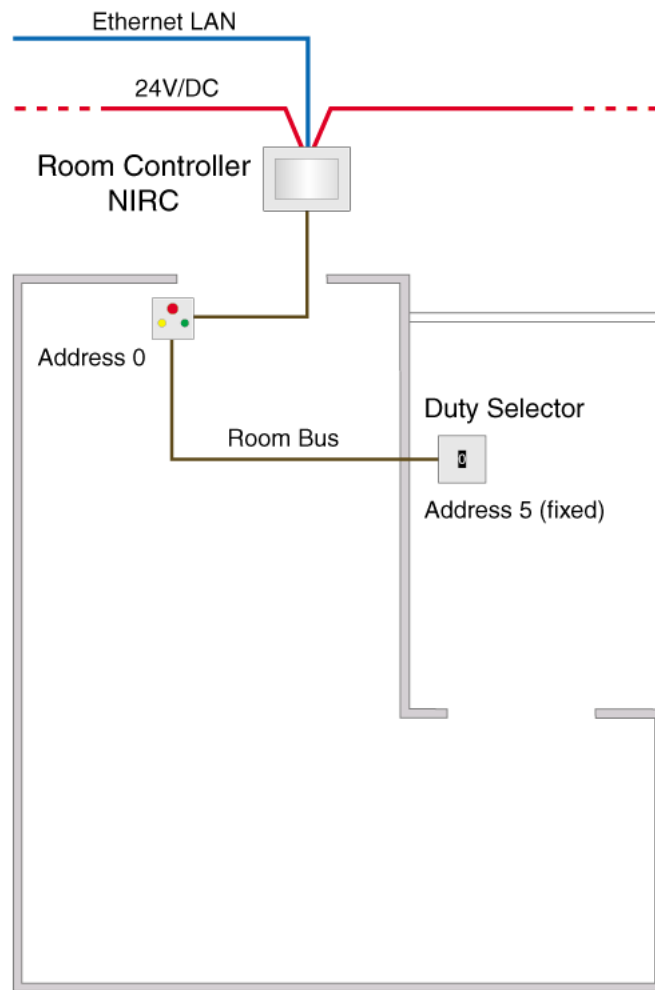 Ethernet LAN
24V/DC
Room Controller
NIRC
Address 0
Duty Selector
Room Bus
0
Address 5 (fixed)